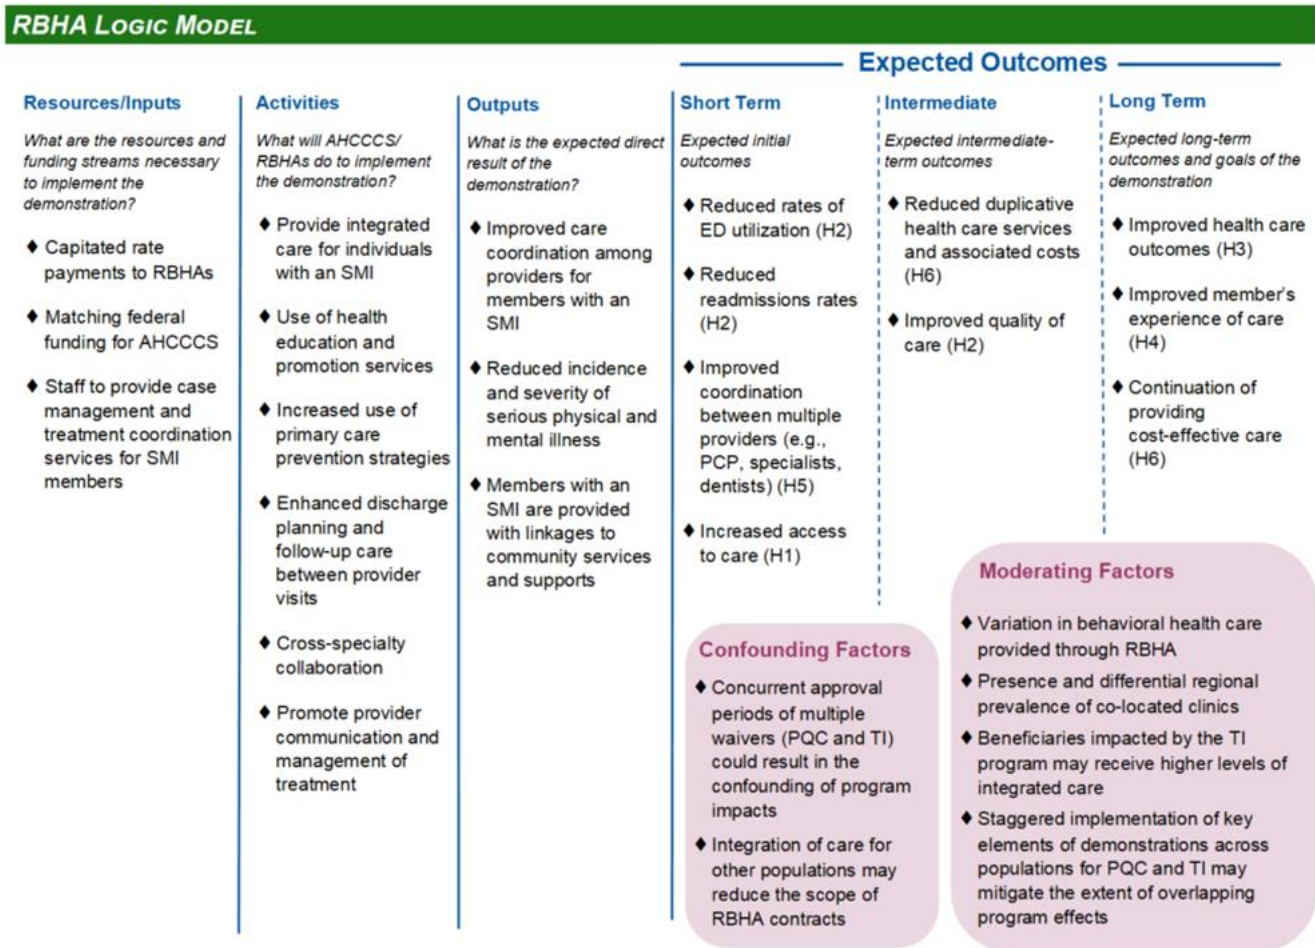 RBHA LOGIC MODEL
Expected Outcomes
Resources/Inputs
What are the resources and
funding streams necessary
to implement the
demonstration?
♦ Capitated rate
payments to RBHAs
♦ Matching federal
funding for AHCCCS
♦ Staff to provide case
management and
treatment coordination
services for SMI
members
Activities
What will AHCCCS/
RBHAs do to implement
the demonstration?
♦ Provide integrated
care for individuals
with an SMI
♦ Use of health
education and
promotion services
♦ Increased use of
primary care
prevention strategies
♦ Enhanced discharge
planning and
follow-up care
between provider
visits
♦ Cross-specialty
collaboration
♦ Promote provider
communication and
management of
treatment
Outputs
What is the expected direct
result of the
demonstration?
♦ Improved care
coordination among
providers for
members with an
SMI
♦ Reduced incidence
and severity of
serious physical and
mental illness
♦ Members with an
SMI are provided
with linkages to
community services
and supports
Short Term
Expected initial
outcomes
♦ Reduced rates of
ED utilization (H2)
♦ Reduced
readmissions rates
(H2)
♦ Improved
coordination
between multiple
providers (e.g.,
PCP, specialists,
dentists) (H5)
♦ Increased access
to care (H1)
Intermediate
Expected intermediate-
term outcomes
♦ Reduced duplicative
health care services
and associated costs
(H6)
♦ Improved quality of
care (H2)
Long Term
Expected long-term
outcomes and goals of the
demonstration
♦ Improved health care
outcomes (H3)
♦ Improved member's
experience of care
(H4)
♦ Continuation of
providing
cost-effective care
(H6)
Confounding Factors
♦ Concurrent approval
periods of multiple
waivers (PQC and TI)
could result in the
confounding of program
impacts
♦ Integration of care for
other populations may
reduce the scope of
RBHA contracts
Moderating Factors
♦ Variation in behavioral health care
provided through RBHA
♦ Presence and differential regional
prevalence of co-located clinics
♦ Beneficiaries impacted by the TI
program may receive higher levels of
integrated care
♦ Staggered implementation of key
elements of demonstrations across
populations for PQC and TI may
mitigate the extent of overlapping
program effects